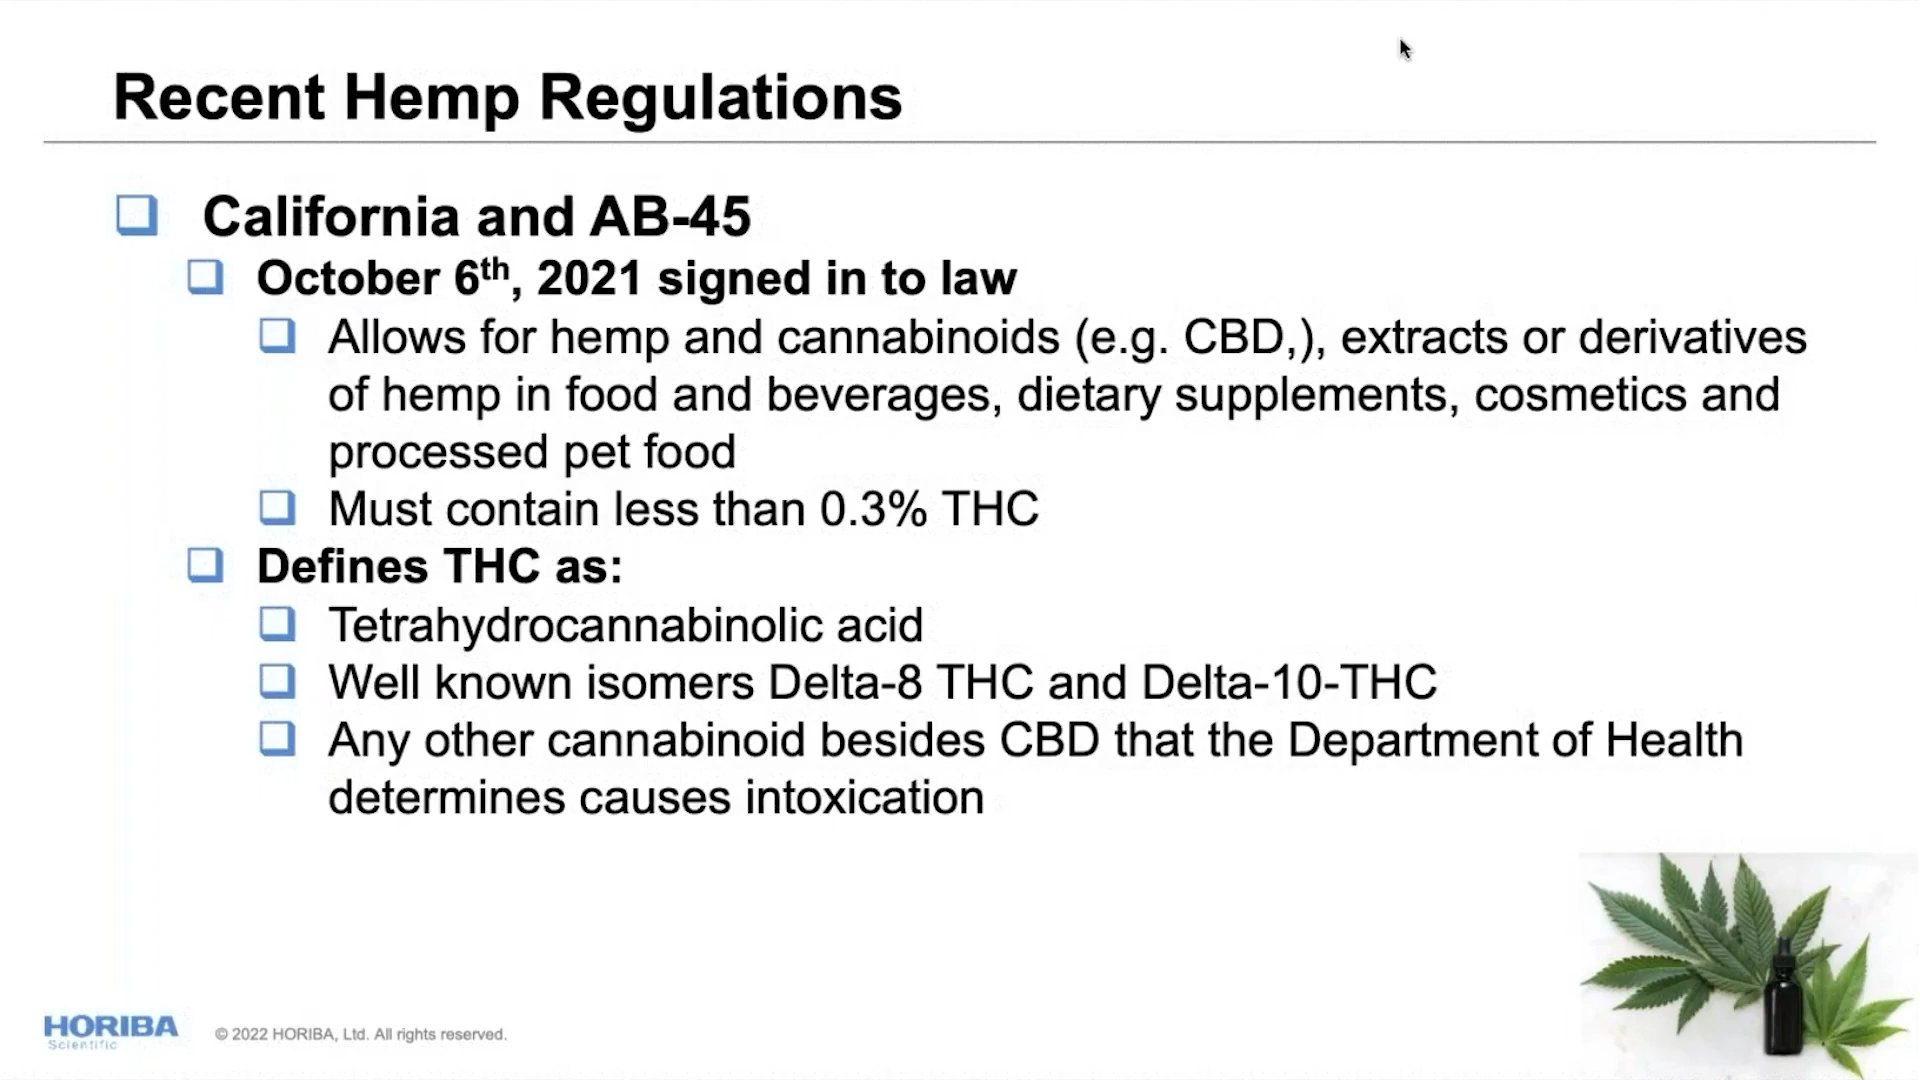 Recent Hemp Regulations
California and AB-45
October 6th, 2021 signed in to law
Allows for hemp and cannabinoids (e.g. CBD,), extracts or derivatives
of hemp in food and beverages, dietary supplements, cosmetics and
processed pet food
Must contain less than 0.3% THC
Defines THC as:
Tetrahydrocannabinolic acid
Well known isomers Delta-8 THC and Delta-10-THC
Any other cannabinoid besides CBD that the Department of Health
determines causes intoxication
HORIBA
Scientific
© 2022 HORIBA, Ltd. All rights reserved.